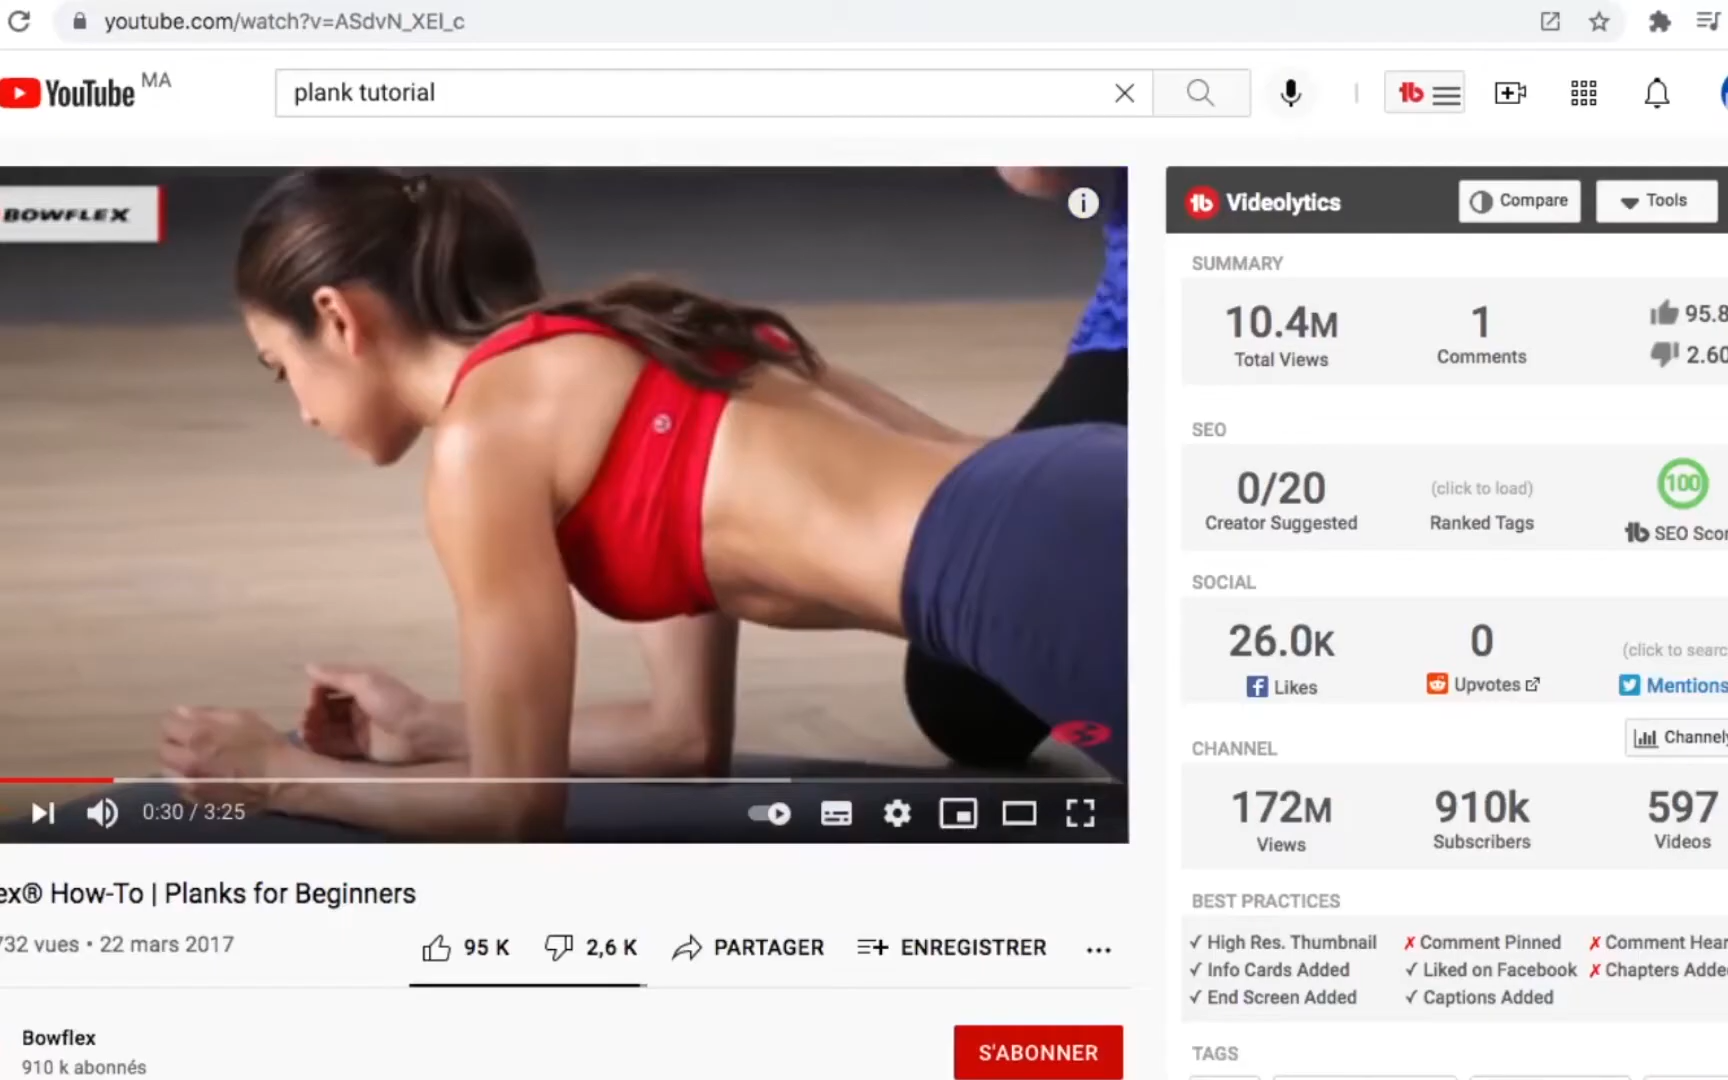 youtube.com/watch?v=ASdvN_XEI_c
YouTube MA
plank tutorial
BOWFLEX
0:30 / 3:25
ex® How-To | Planks for Beginners
732 vues • 22 mars 2017
95 K
2,6 K
PARTAGER
ENREGISTRER
Bowflex
910 k abonnés
S'ABONNER
Videolytics
Compare
Tools
SUMMARY
10.4M
Total Views
1
Comments
95.8
2.60
SEO
0/20
Creator Suggested
(click to load)
Ranked Tags
100
SEO Scor
SOCIAL
26.0K
Likes
0
Upvotes
(click to searc
Mentions
CHANNEL
Channely
172M
Views
910k
Subscribers
597
Videos
BEST PRACTICES
✓ High Res. Thumbnail ✗ Comment Pinned ✗ Comment Hear
✓ Info Cards Added ✓ Liked on Facebook ✗ Chapters Adde
✓ End Screen Added ✓ Captions Added
TAGS